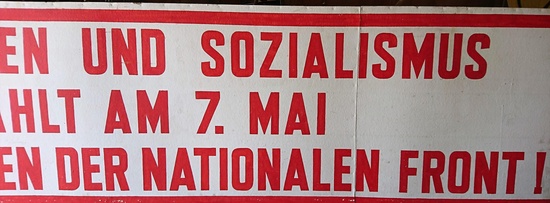 EN UND SOZIALISMUS
AHLT AM 7. MAI
EN DER NATIONALEN FRONT!